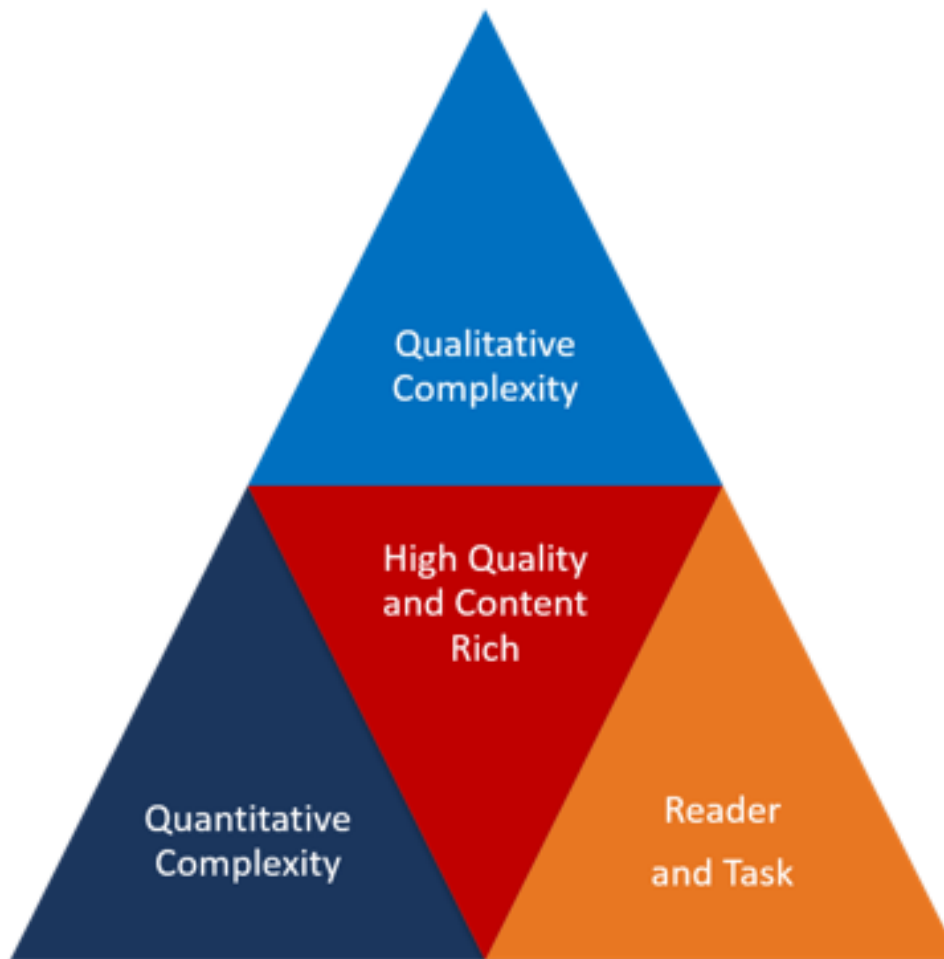 Qualitative
Complexity
High Quality
and Content
Rich
Quantitative
Complexity
Reader
and Task